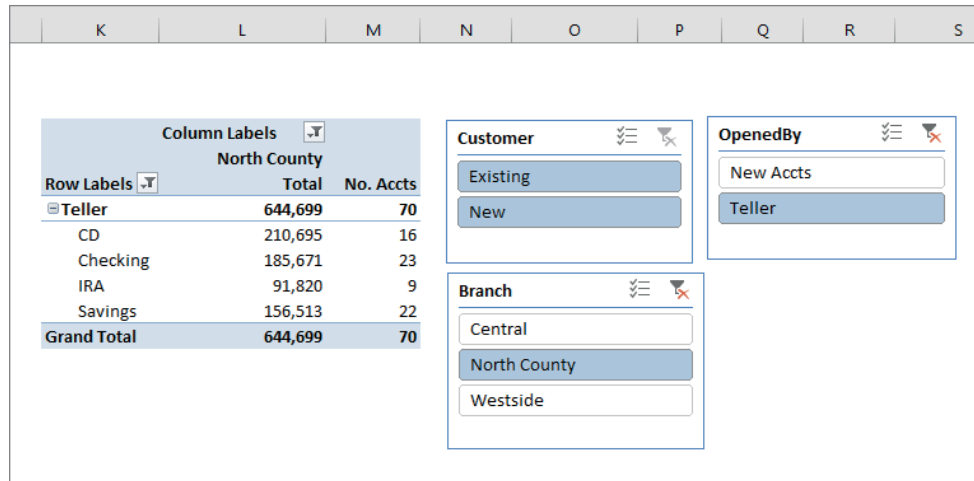 K L M N O P Q R S
Column Labels
North County
Row Labels Total No. Accts
Teller 644,699 70
CD 210,695 16
Checking 185,671 23
IRA 91,820 9
Savings 156,513 22
Grand Total 644,699 70
Customer
Existing
New
OpenedBy
New Accts
Teller
Branch
Central
North County
Westside